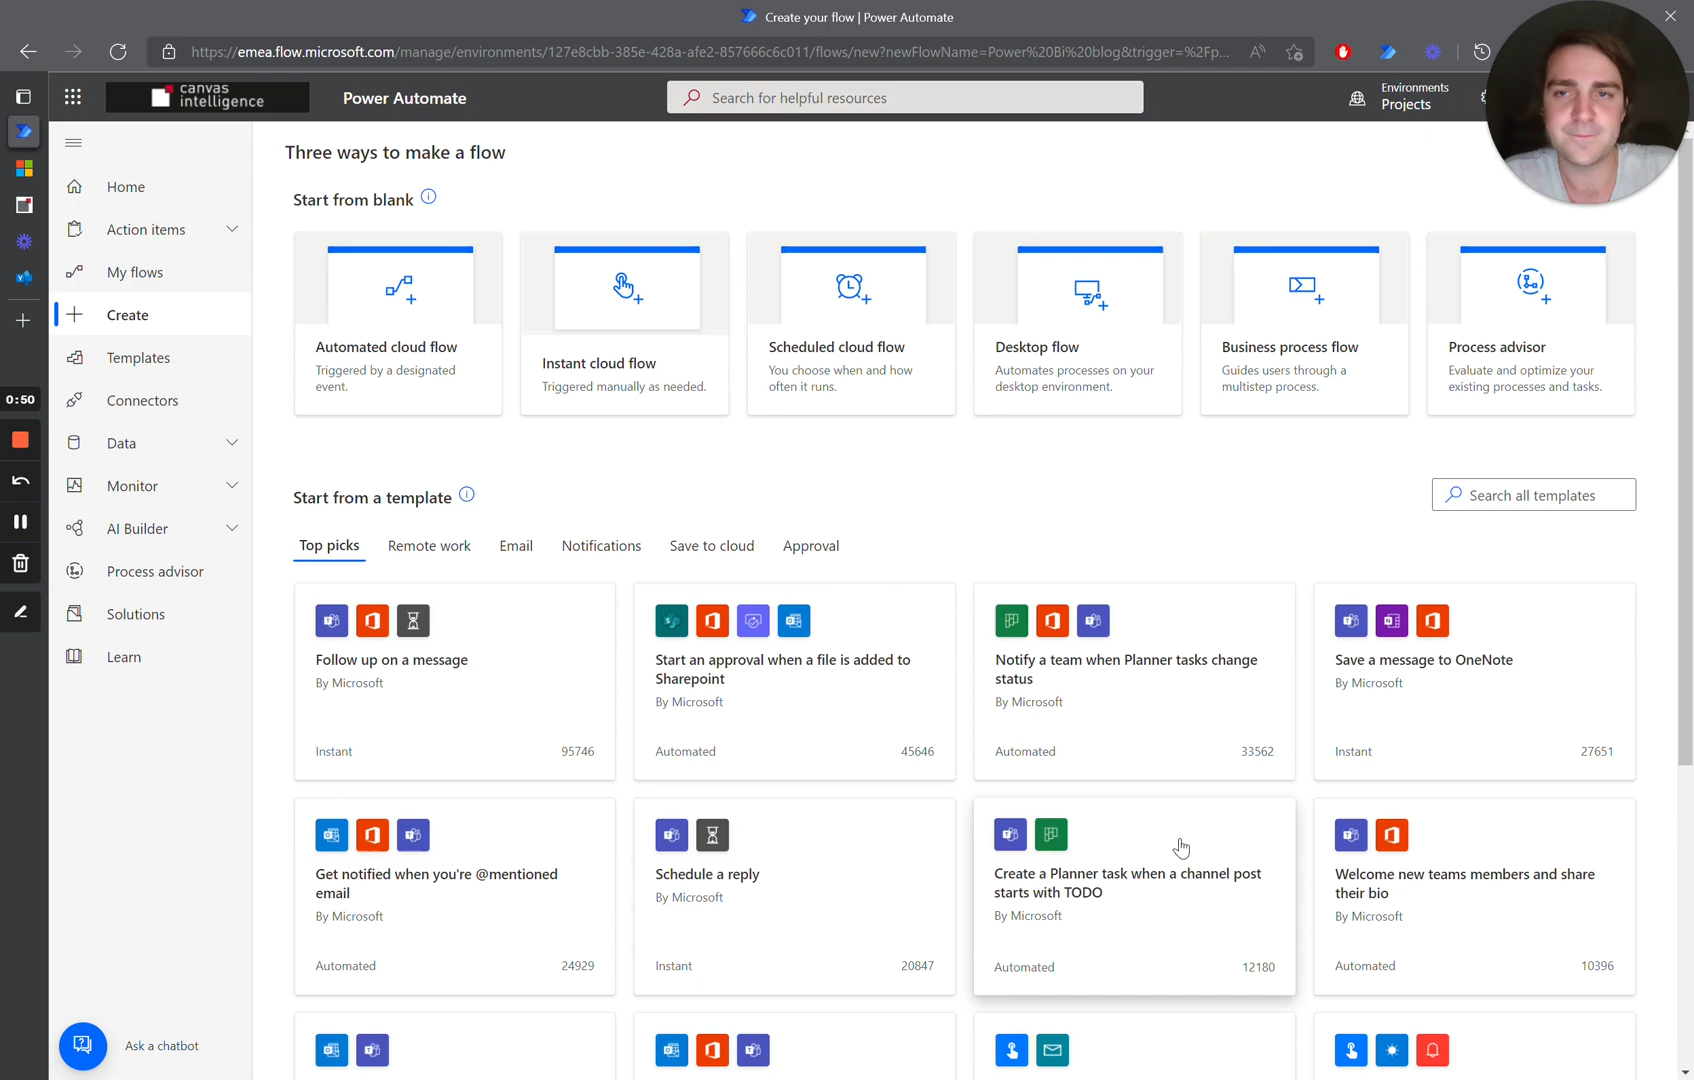 Create your flow | Power Automate
https://emea.flow.microsoft.com/manage/environments/127e8cbb-385e-428a-afe2-857666c6c011/flows/new?newFlowName=Power%20Bi%20blog&trigger=%2Fp...
canvas
intelligence
Power Automate
Search for helpful resources
Environments
Projects
Home
Action items
My flows
Create
Templates
Connectors
Data
Monitor
AI Builder
Process advisor
Solutions
Learn
Ask a chatbot
0:50
Three ways to make a flow
Start from blank
Automated cloud flow
Triggered by a designated
event.
Instant cloud flow
Triggered manually as needed.
Scheduled cloud flow
You choose when and how
often it runs.
Desktop flow
Automates processes on your
desktop environment.
Business process flow
Guides users through a
multistep process.
Process advisor
Evaluate and optimize your
existing processes and tasks.
Start from a template
Search all templates
Top picks
Remote work
Email
Notifications
Save to cloud
Approval
Follow up on a message
By Microsoft
Instant
95746
Start an approval when a file is added to
Sharepoint
By Microsoft
Automated
45646
Notify a team when Planner tasks change
status
By Microsoft
Automated
33562
Save a message to OneNote
By Microsoft
Instant
27651
Get notified when you're @mentioned
email
By Microsoft
Automated
24929
Schedule a reply
By Microsoft
Instant
20847
Create a Planner task when a channel post
starts with TODO
By Microsoft
Automated
12180
Welcome new teams members and share
their bio
By Microsoft
Automated
10396